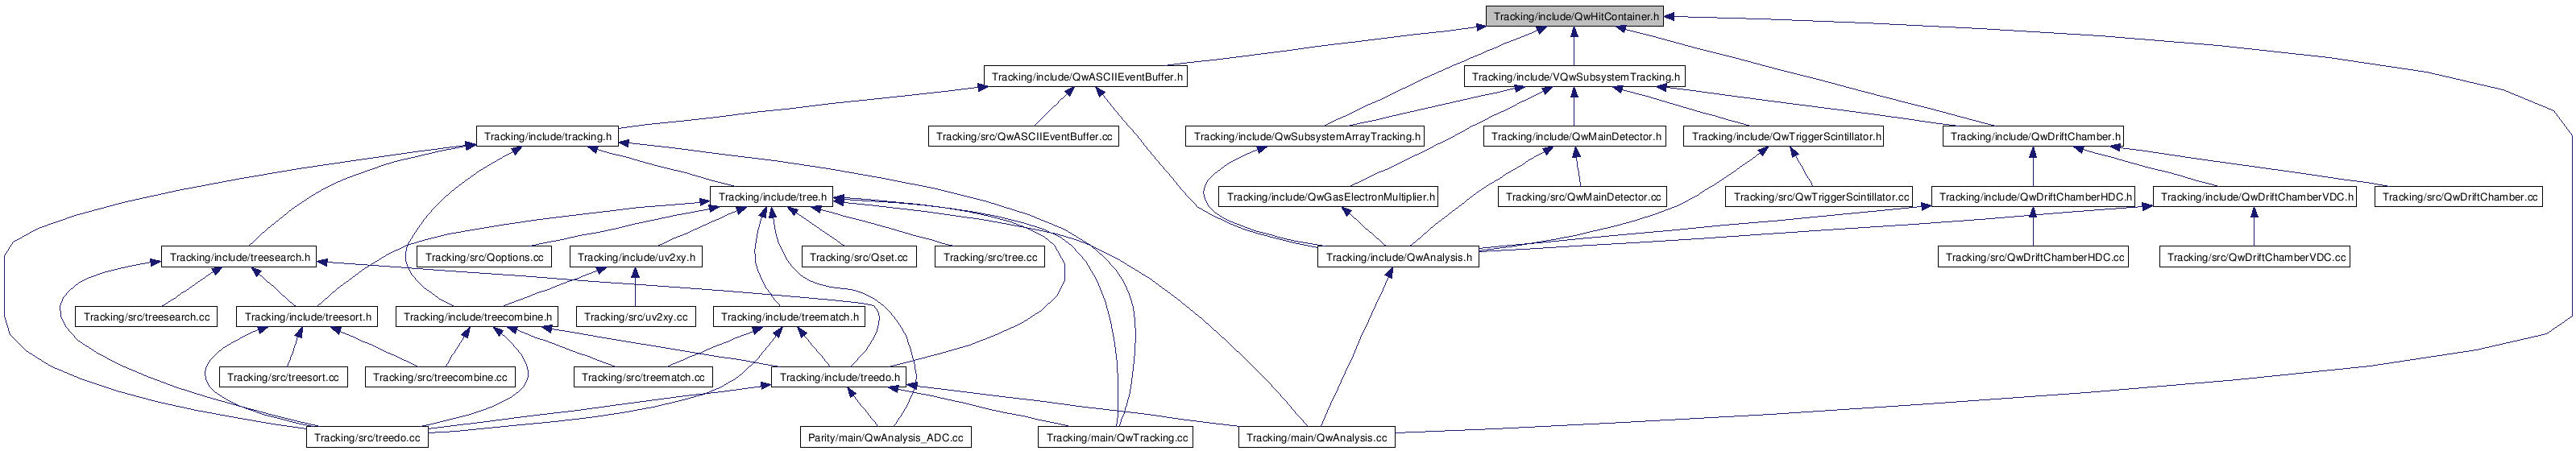 Tracking/include/QwHitContainer.h
Tracking/include/QwASCIIEventBuffer.h
Tracking/include/VQwSubsystemTracking.h
Tracking/include/tracking.h
Tracking/src/QwASCIIEventBuffer.cc
Tracking/include/QwSubsystemArrayTracking.h
Tracking/include/QwMainDetector.h
Tracking/include/QwTriggerScintillator.h
Tracking/include/QwDriftChamber.h
Tracking/include/tree.h
Tracking/include/QwGasElectronMultiplier.h
Tracking/src/QwMainDetector.cc
Tracking/src/QwTriggerScintillator.cc
Tracking/include/QwDriftChamberHDC.h
Tracking/include/QwDriftChamberVDC.h
Tracking/src/QwDriftChamber.cc
Tracking/include/treesearch.h
Tracking/src/Qoptions.cc
Tracking/include/uv2xy.h
Tracking/src/Qset.cc
Tracking/src/tree.cc
Tracking/include/QwAnalysis.h
Tracking/src/QwDriftChamberHDC.cc
Tracking/src/QwDriftChamberVDC.cc
Tracking/src/treesearch.cc
Tracking/include/treesort.h
Tracking/include/treecombine.h
Tracking/src/uv2xy.cc
Tracking/include/treematch.h
Tracking/src/treesort.cc
Tracking/src/treecombine.cc
Tracking/src/treematch.cc
Tracking/include/treedo.h
Tracking/src/treedo.cc
Parity/main/QwAnalysis_ADC.cc
Tracking/main/QwTracking.cc
Tracking/main/QwAnalysis.cc